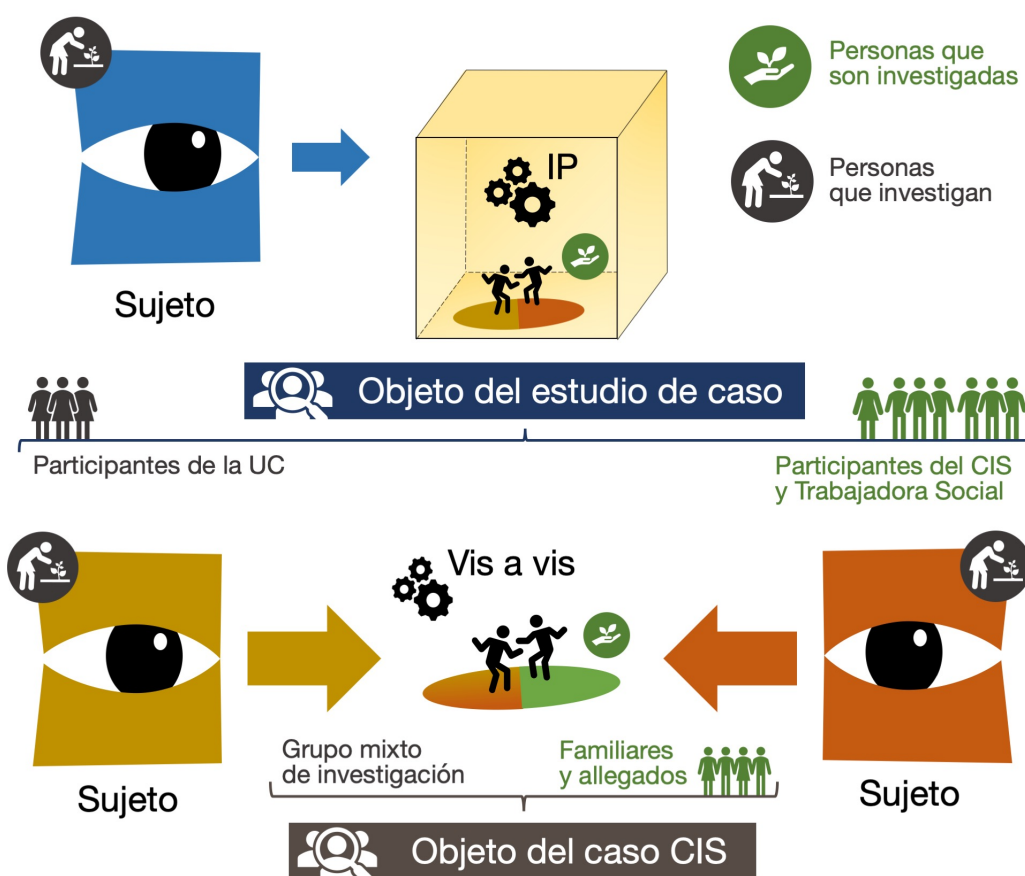 Personas que
son investigadas
IP
Personas
que investigan
Sujeto
Objeto del estudio de caso
Participantes de la UC
Participantes del CIS
y Trabajadora Social
Vis a vis
Grupo mixto
de investigación
Familiares
y allegados
Sujeto
Sujeto
Objeto del caso CIS